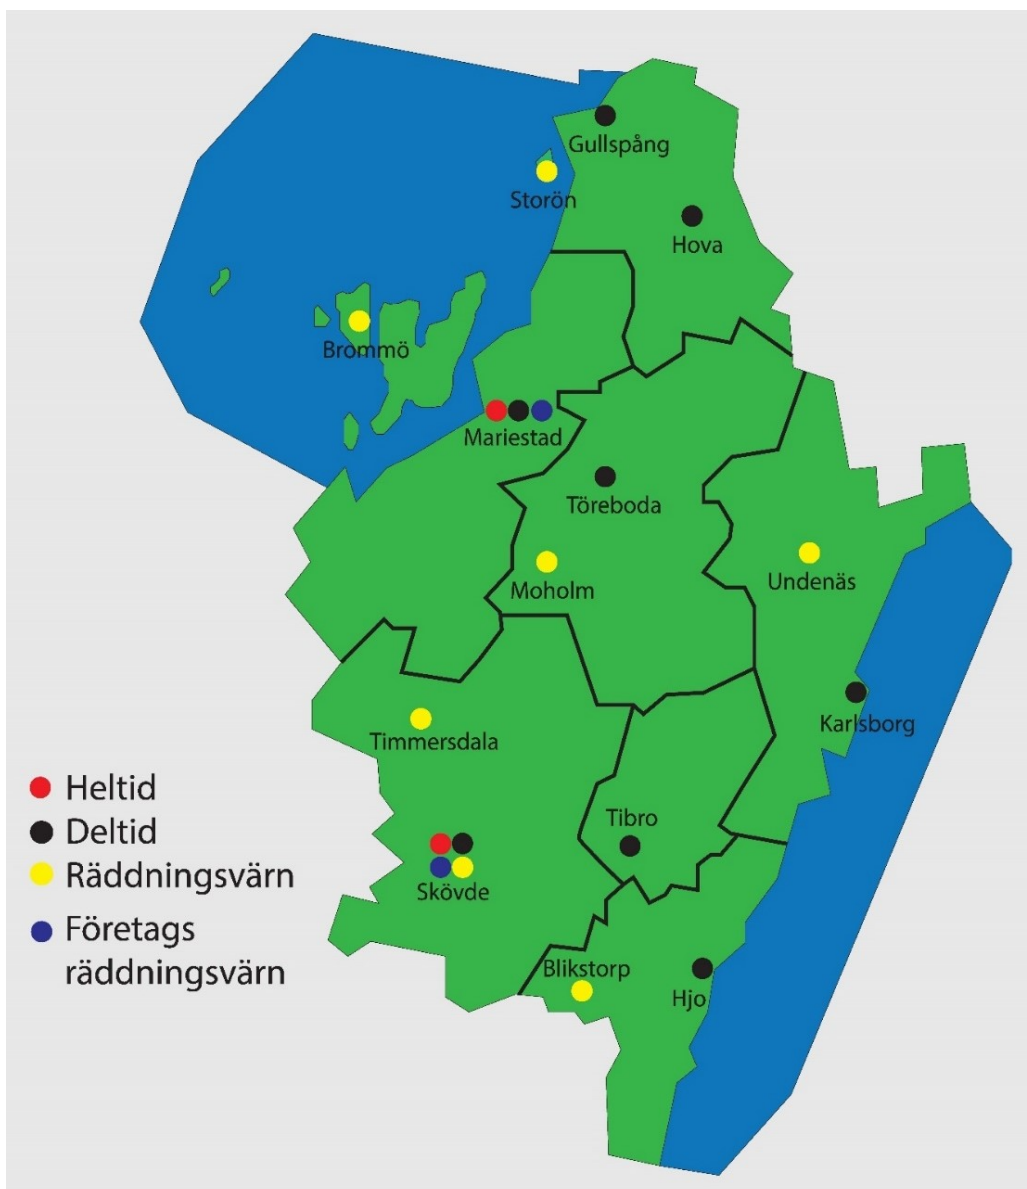 Gullspång
Storön
Hova
Brommö
Mariestad
Töreboda
Undenäs
Moholm
Karlsborg
Timmersdala
Heltid
Deltid
Tibro
Räddningsvärn
Skövde
Företags
räddningsvärn
Blikstorp
Hjo